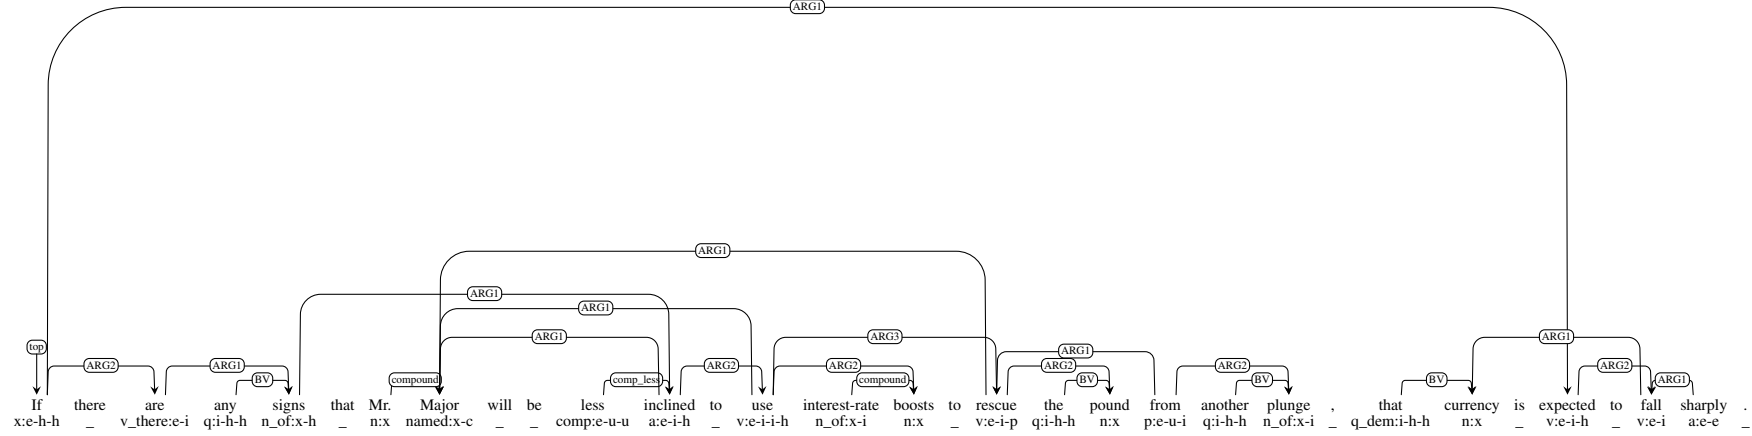 ARG1
ARG1
ARG1
ARG1
top ARG1 ARG3 ARG1
ARG1
ARG2 ARG1 ARG2 ARG2 ARG2 ARG2 ARG2
BV compound comp_less compound BV BV BV ARG1
If there are any signs that Mr. Major will be less inclined to use interest-rate boosts to rescue the pound from another plunge , that currency is expected to fall sharply .
x:e-h-h _ v_there:e-i q:i-h-h n_of:x-h _ n:x named:x-c _ _ comp:e-u-u a:e-i-h _ v:e-i-i-h n_of:x-i n:x _ v:e-i-p q:i-h-h n:x p:e-u-i q:i-h-h n_of:x-i _ q_dem:i-h-h n:x _ v:e-i-h _ v:e-i a:e-e _